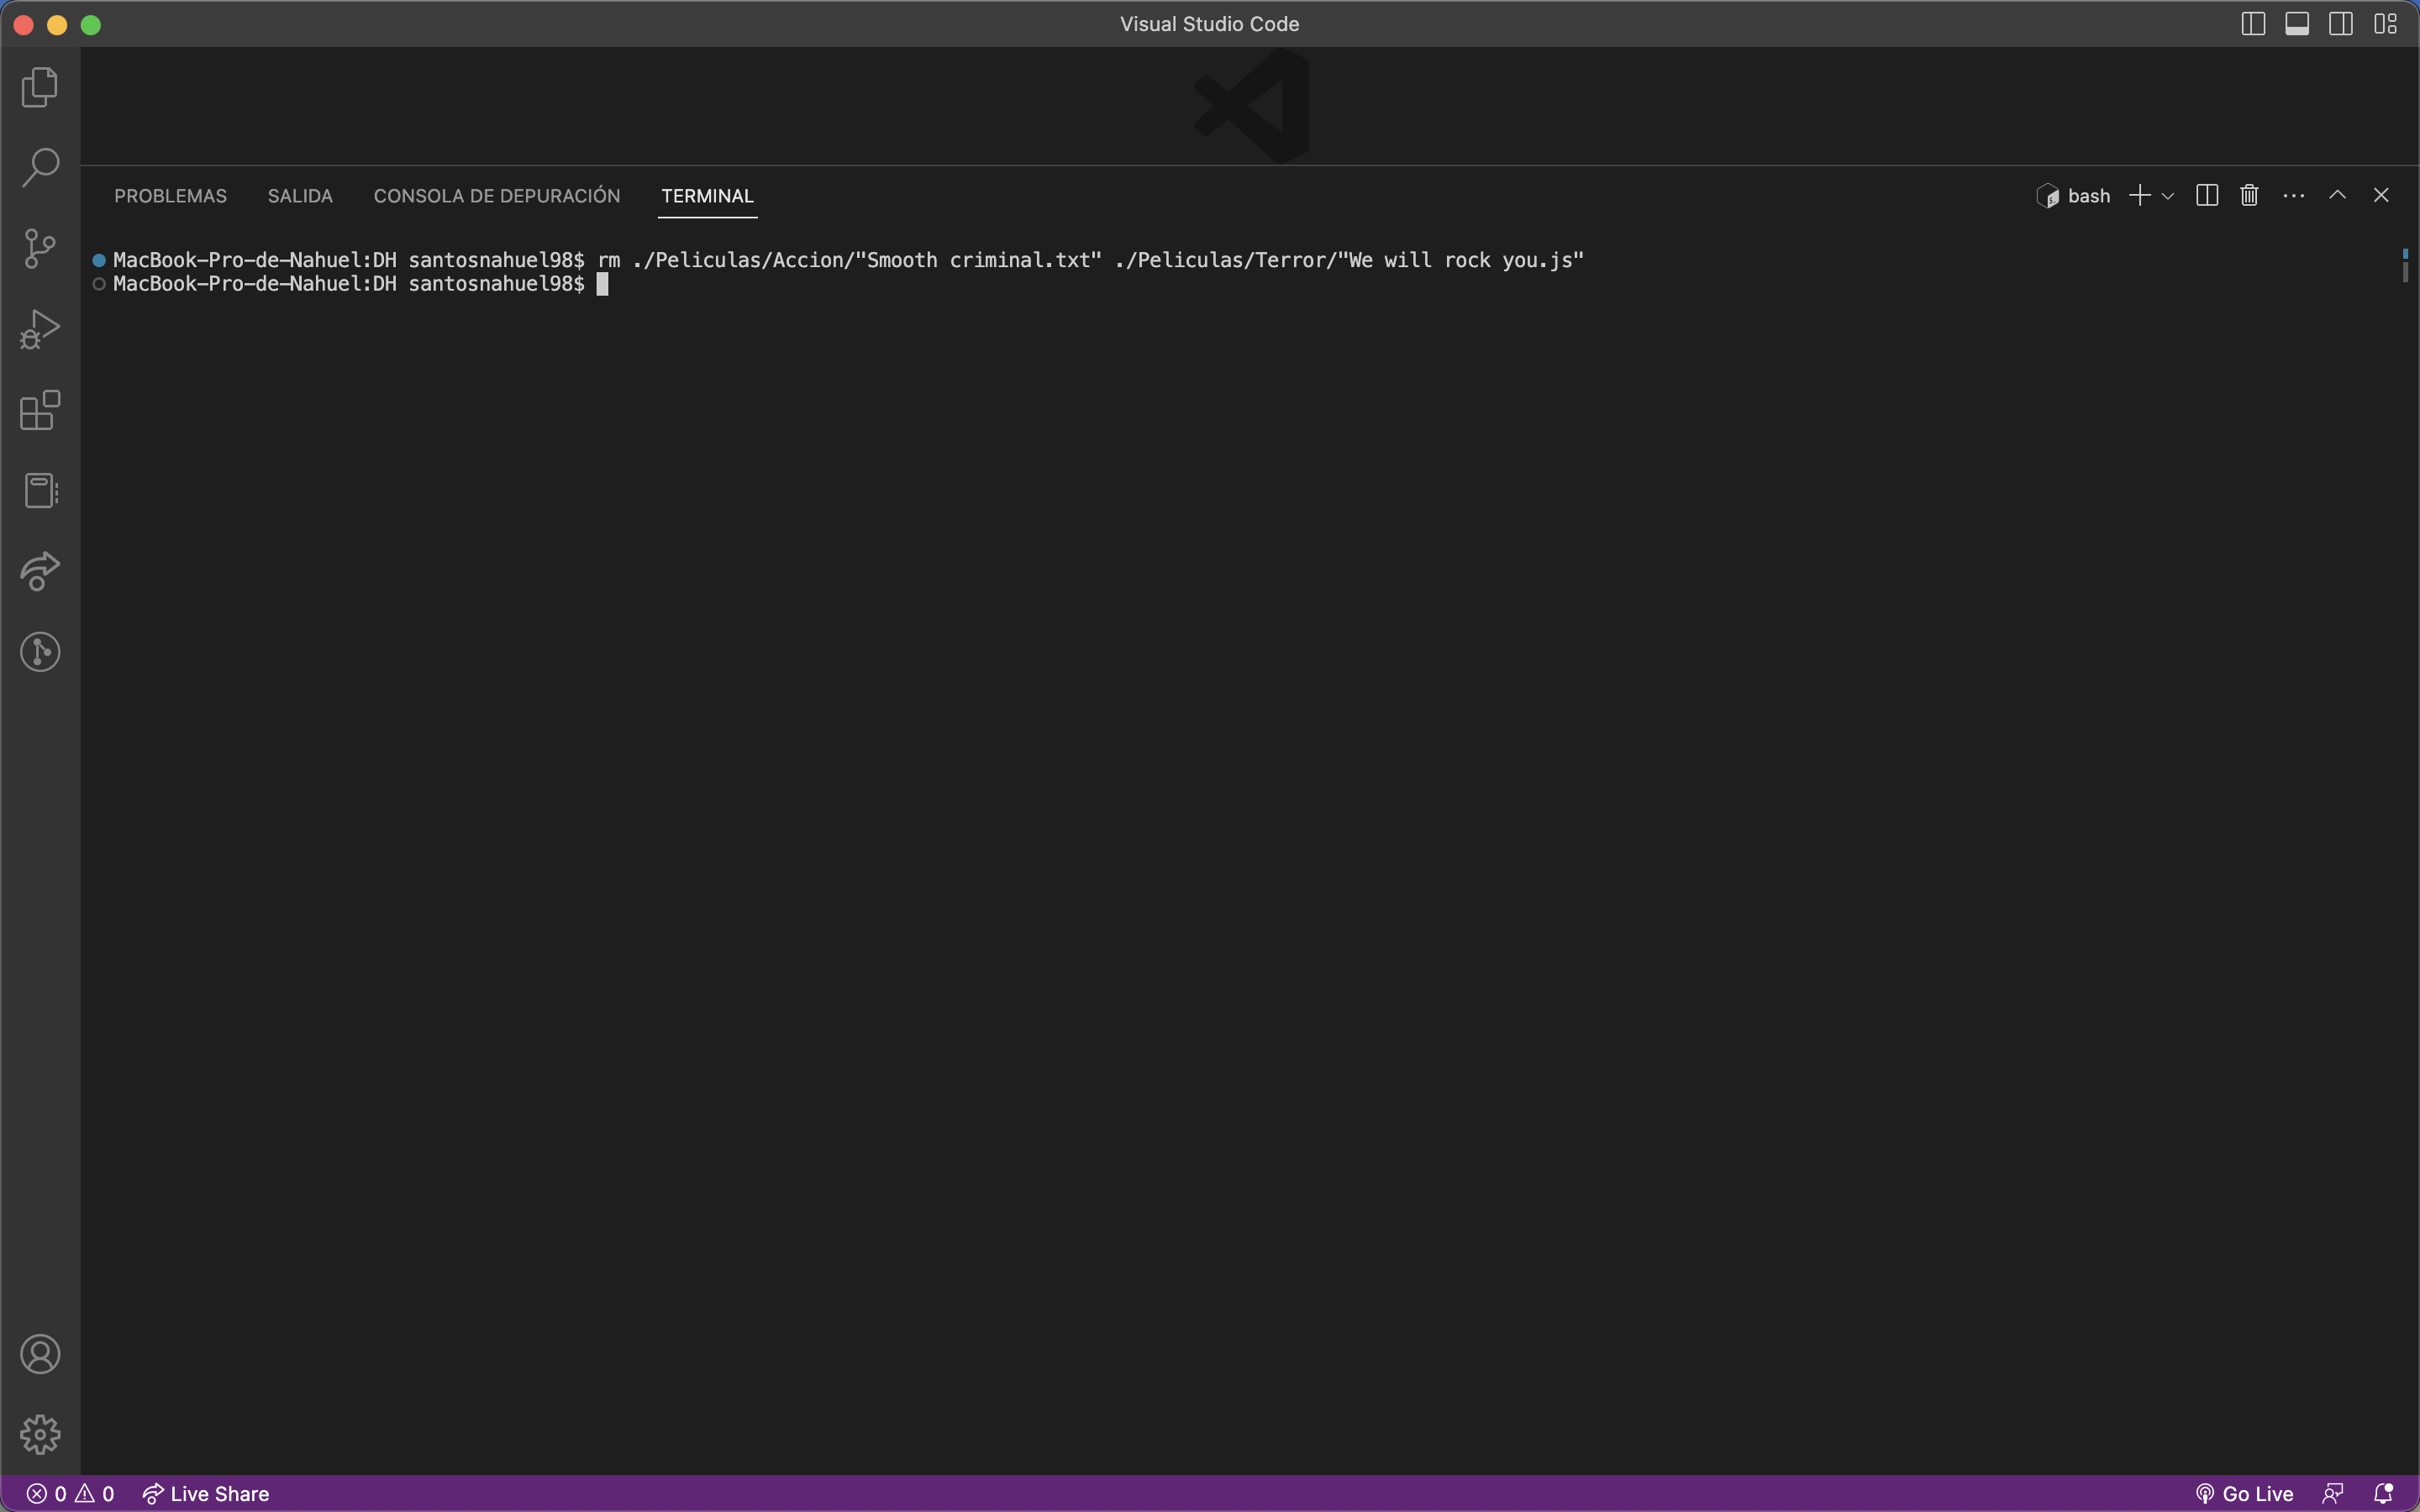 Visual Studio Code
PROBLEMAS SALIDA CONSOLA DE DEPURACIÓN TERMINAL bash
MacBook-Pro-de-Nahuel:DH santosnahuel98$ rm ./Peliculas/Accion/"Smooth criminal.txt" ./Peliculas/Terror/"We will rock you.js"
MacBook-Pro-de-Nahuel:DH santosnahuel98$
0 0 Live Share Go Live